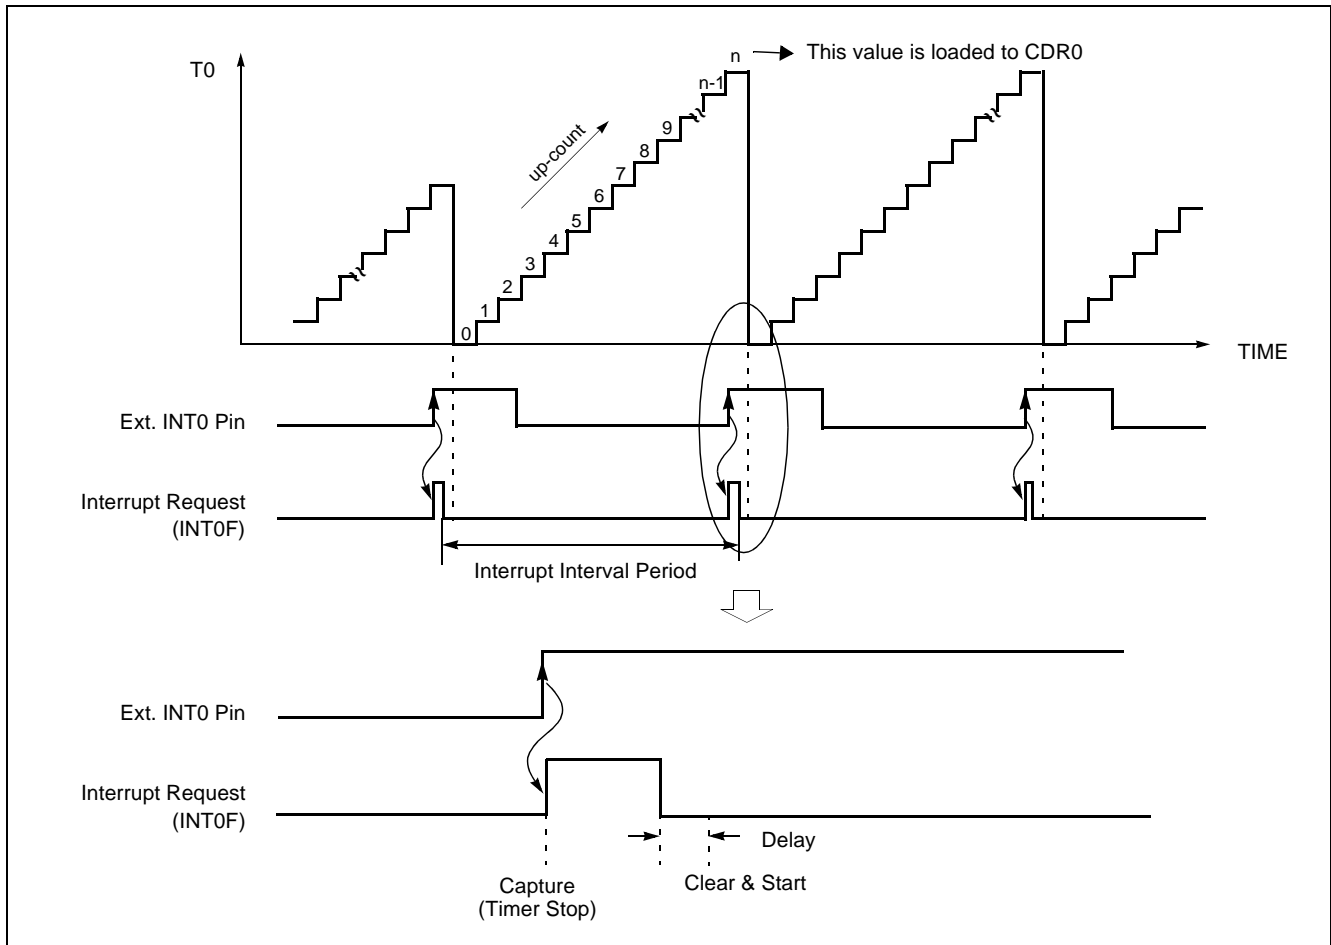 T0
n
This value is loaded to CDR0
n-1
9
8
7
6
5
4
3
2
1
0
up-count
TIME
Ext. INT0 Pin
Interrupt Request
(INT0F)
Interrupt Interval Period
Ext. INT0 Pin
Interrupt Request
(INT0F)
Delay
Capture
(Timer Stop)
Clear & Start